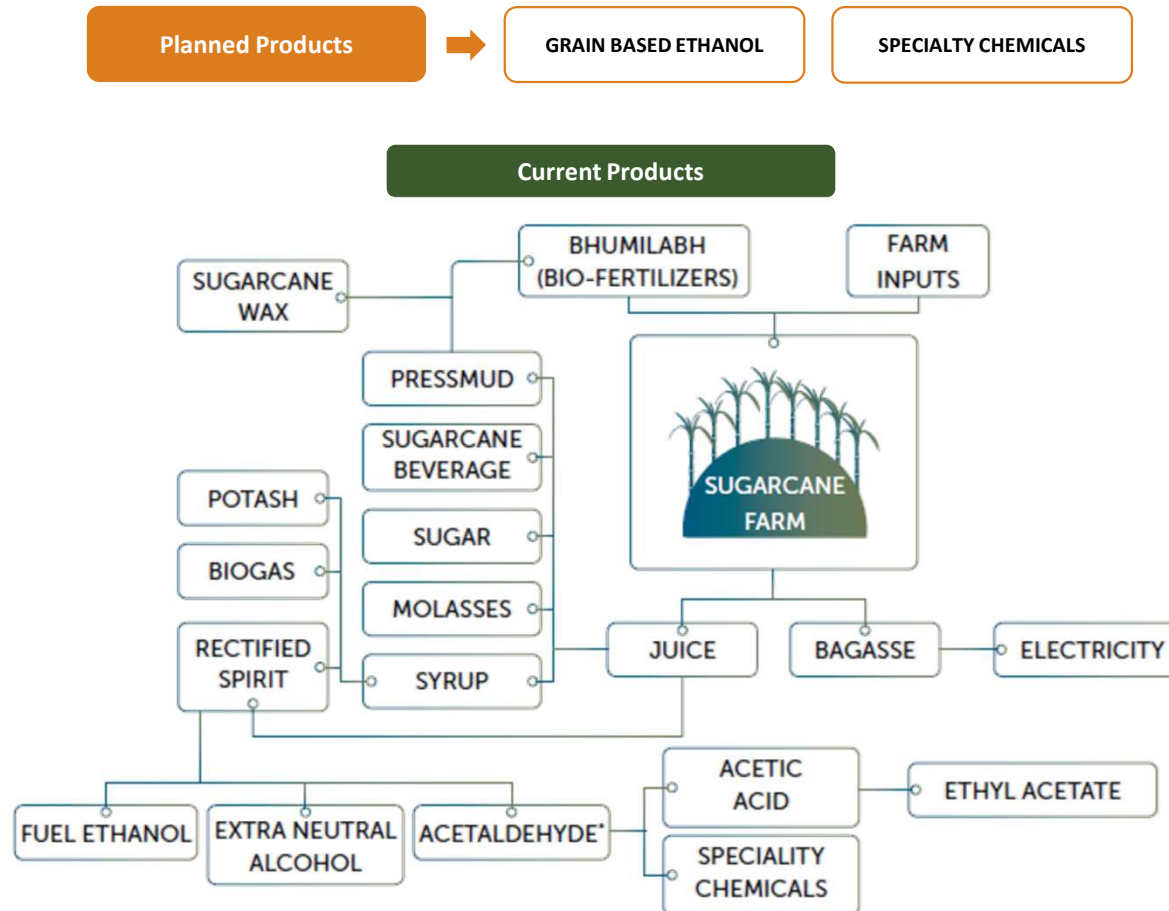 Planned Products
GRAIN BASED ETHANOL
SPECIALTY CHEMICALS
Current Products
SUGARCANE
WAX
BHUMILABH
(BIO-FERTILIZERS)
FARM
INPUTS
PRESSMUD
SUGARCANE
BEVERAGE
SUGAR
MOLASSES
SYRUP
POTASH
BIOGAS
RECTIFIED
SPIRIT
SUGARCANE
FARM
JUICE
BAGASSE
ELECTRICITY
FUEL ETHANOL
EXTRA NEUTRAL
ALCOHOL
ACETALDEHYDE*
ACETIC
ACID
ETHYL ACETATE
SPECIALITY
CHEMICALS